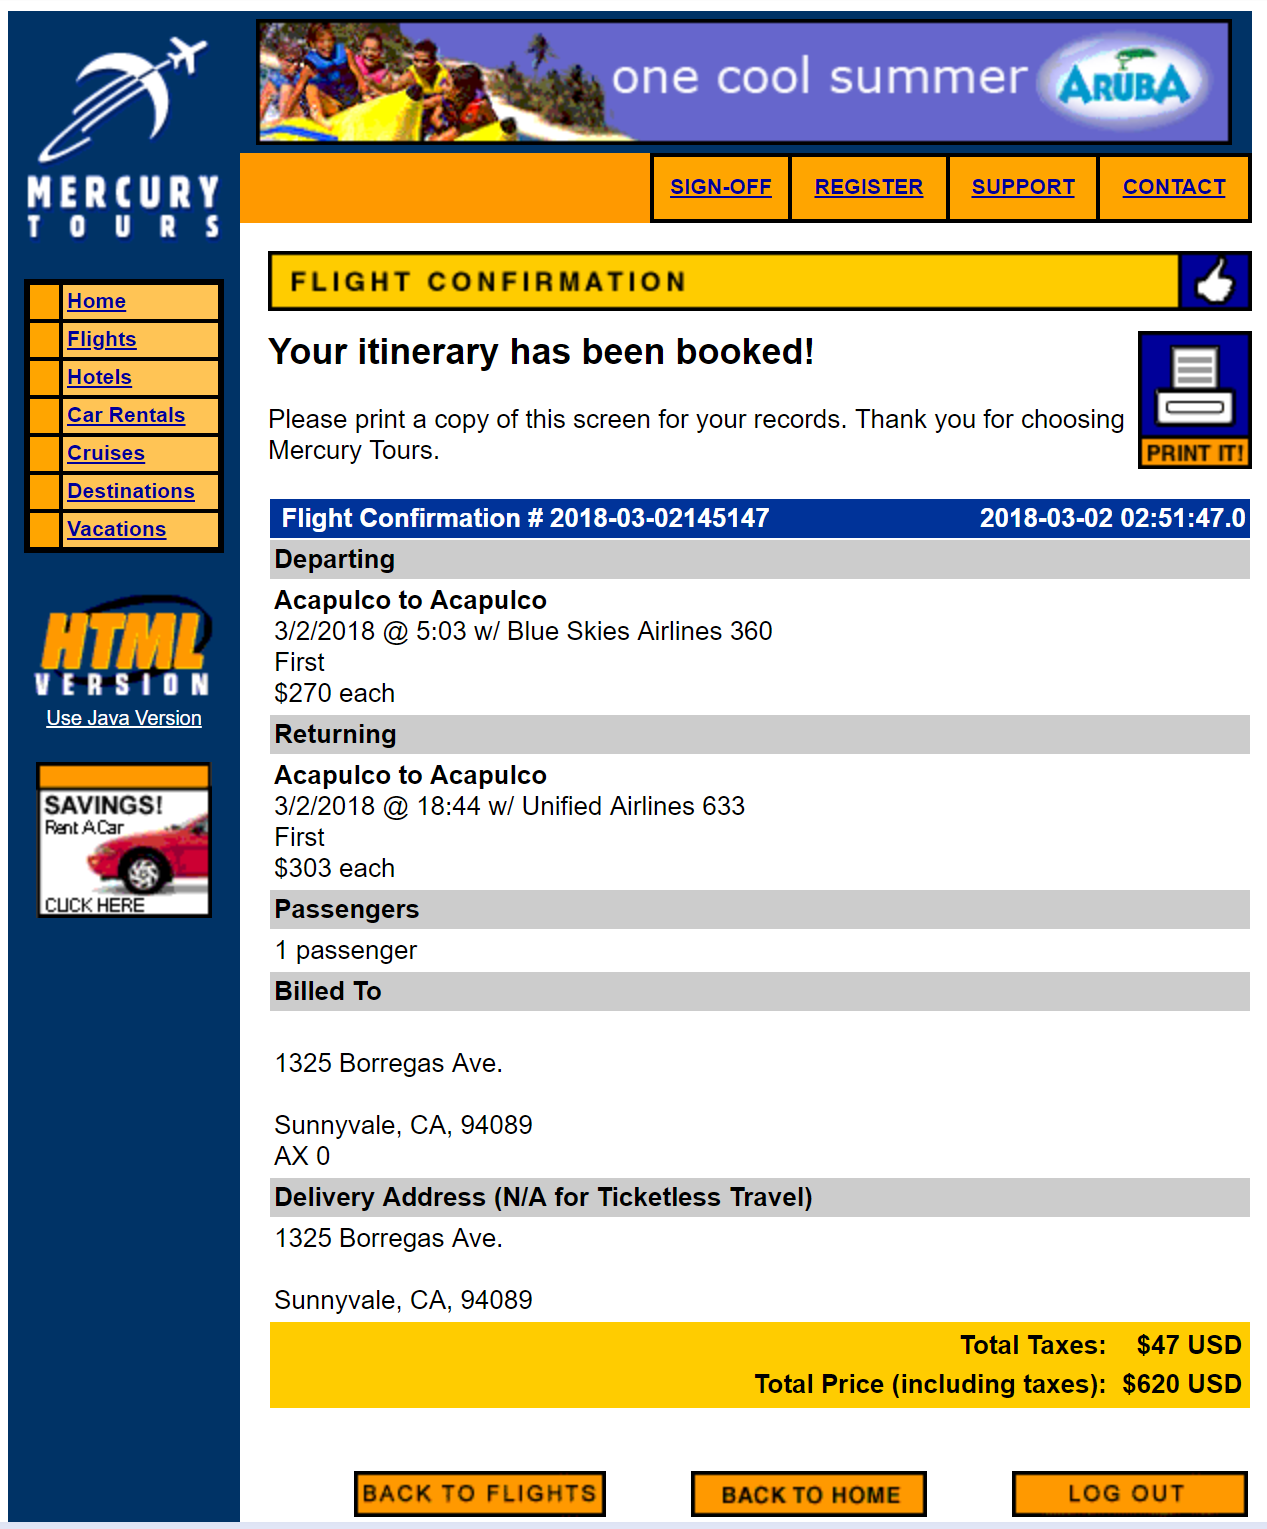 MERCURY
TOURS
one cool summer ARUBA
SIGN-OFF REGISTER SUPPORT CONTACT
Home
Flights
Hotels
Car Rentals
Cruises
Destinations
Vacations
HTML
VERSION
Use Java Version
SAVINGS!
Rent A Car
CLICK HERE
FLIGHT CONFIRMATION
Your itinerary has been booked!
Please print a copy of this screen for your records. Thank you for choosing
Mercury Tours.
PRINT IT!
Flight Confirmation # 2018-03-02145147 2018-03-02 02:51:47.0
Departing
Acapulco to Acapulco
3/2/2018 @ 5:03 w/ Blue Skies Airlines 360
First
$270 each
Returning
Acapulco to Acapulco
3/2/2018 @ 18:44 w/ Unified Airlines 633
First
$303 each
Passengers
1 passenger
Billed To
1325 Borregas Ave.
Sunnyvale, CA, 94089
AX 0
Delivery Address (N/A for Ticketless Travel)
1325 Borregas Ave.
Sunnyvale, CA, 94089
Total Taxes: $47 USD
Total Price (including taxes): $620 USD
BACK TO FLIGHTS BACK TO HOME LOG OUT